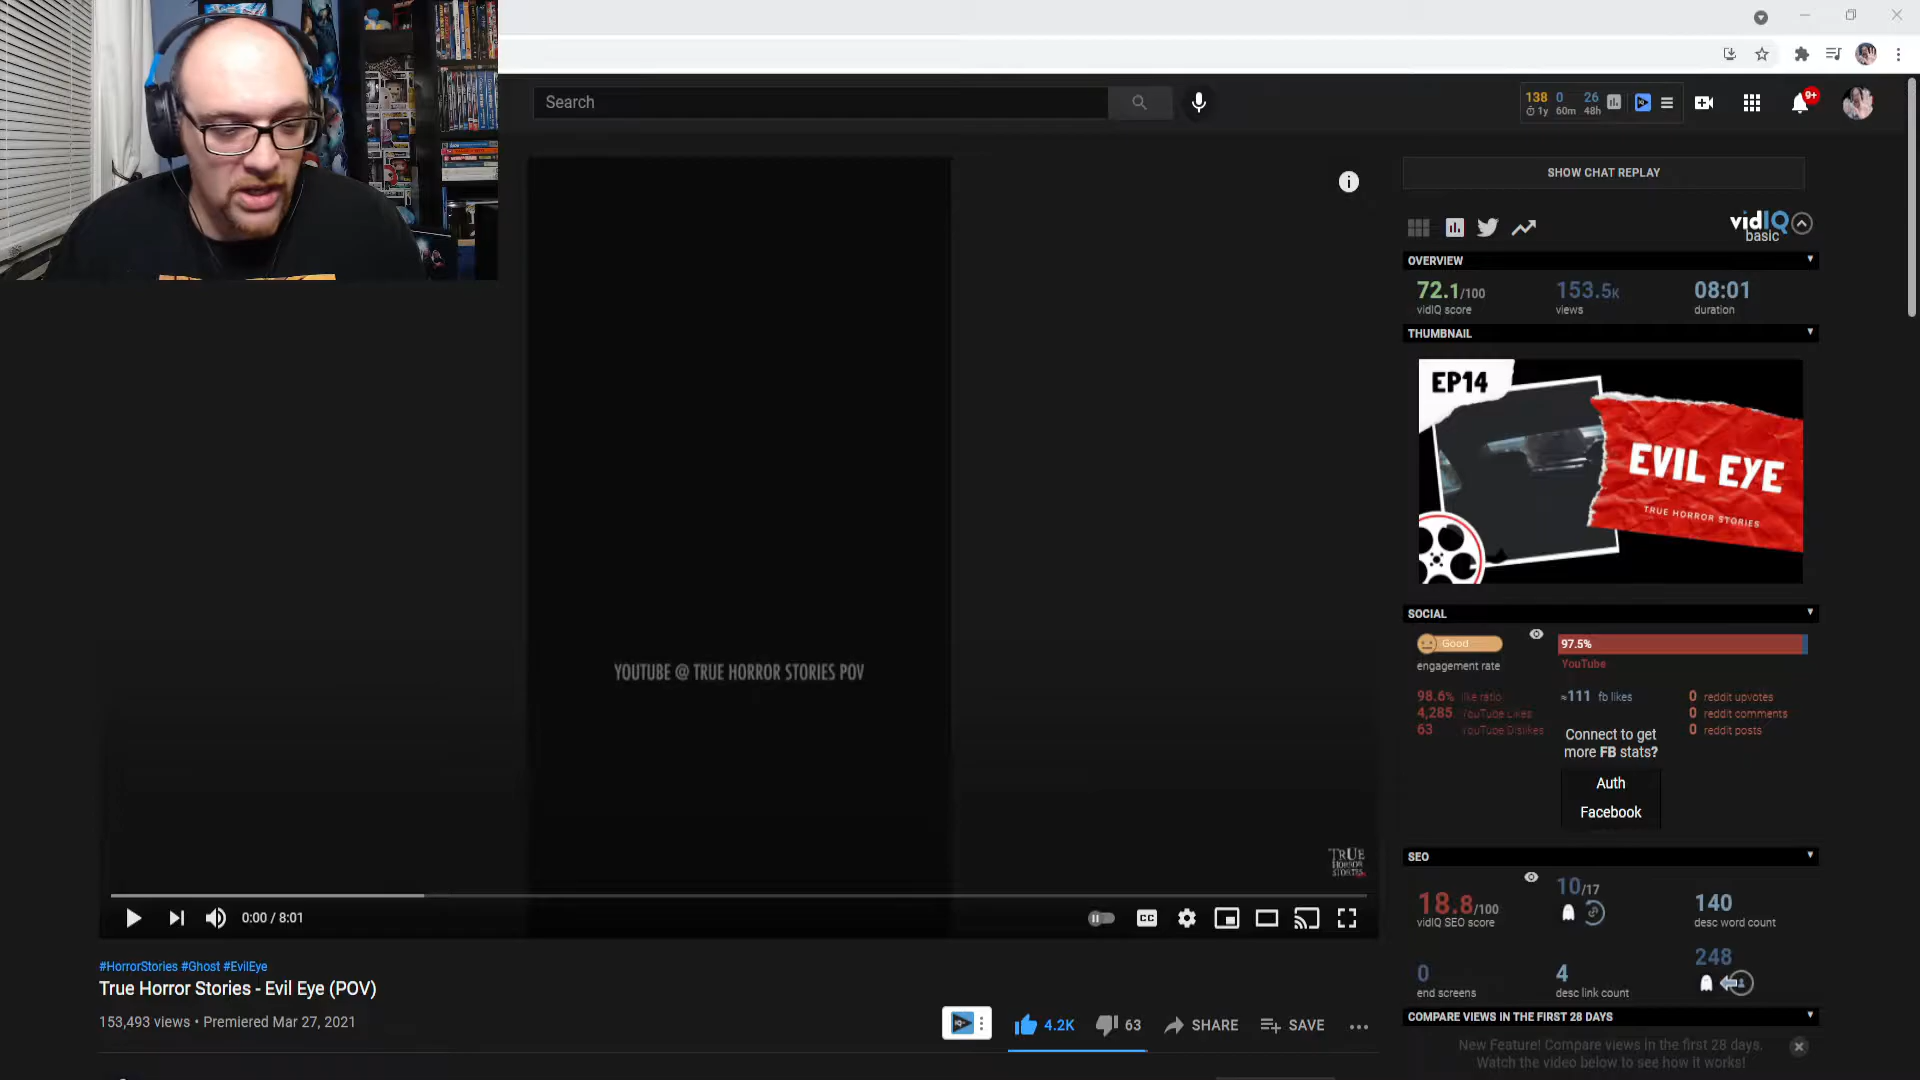 Search
138 0 26
1y 60m 48h
9+
SHOW CHAT REPLAY
vidIQ
basic
OVERVIEW
72.1/100 153.5K 08:01
vidIQ score views duration
THUMBNAIL
EP14
EVIL EYE
TRUE HORROR STORIES
YOUTUBE @ TRUE HORROR STORIES POV
SOCIAL
Good 97.5%
engagement rate YouTube
98.6% like ratio ≈111 fb likes 0 reddit upvotes
4,285 YouTube Likes 0 reddit comments
63 YouTube Dislikes 0 reddit posts
Connect to get
more FB stats?
Auth
Facebook
TRUE
HORROR
STORIES
SEO
18.8/100 10/17 140
vidIQ SEO score desc word count
248
0 4
end screens desc link count
COMPARE VIEWS IN THE FIRST 28 DAYS
New Feature! Compare views in the first 28 days.
Watch the video below to see how it works!
0:00 / 8:01
CC
#HorrorStories #Ghost #EvilEye
True Horror Stories - Evil Eye (POV)
153,493 views • Premiered Mar 27, 2021
4.2K 63 SHARE SAVE